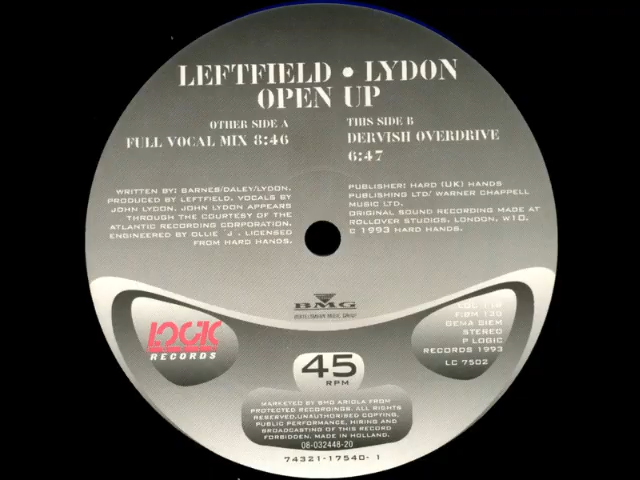 LEFTFIELD • LYDON
OPEN UP
OTHER SIDE A
FULL VOCAL MIX 8:46
THIS SIDE B
DERVISH OVERDRIVE
6:47
WRITTEN BY: BARNES/DALEY/LYDON.
PRODUCED BY LEFTFIELD. VOCALS BY
JOHN LYDON. JOHN LYDON APPEARS
THROUGH THE COURTESY OF THE
ATLANTIC RECORDING CORPORATION.
ENGINEERED BY OLLIE J. LICENSED
FROM HARD HANDS.
PUBLISHER: HARD (UK) HANDS
PUBLISHING LTD/ WARNER CHAPPELL
MUSIC LTD.
ORIGINAL SOUND RECORDING MADE AT
ROLLOVER STUDIOS, LONDON, W10.
© 1993 HARD HANDS.
BMG
LOGIC
RECORDS
45
RPM
GEMA BIEM
STEREO
P LOGIC
RECORDS 1993
LC 7502
MARKETED BY BMG ARIOLA FROM
PROTECTED RECORDINGS. ALL RIGHTS
RESERVED.UNAUTHORISED COPYING,
PUBLIC PERFORMANCE, HIRING AND
BROADCASTING OF THIS RECORD
FORBIDDEN. MADE IN HOLLAND.
06-032448-20
74321-17540- 1